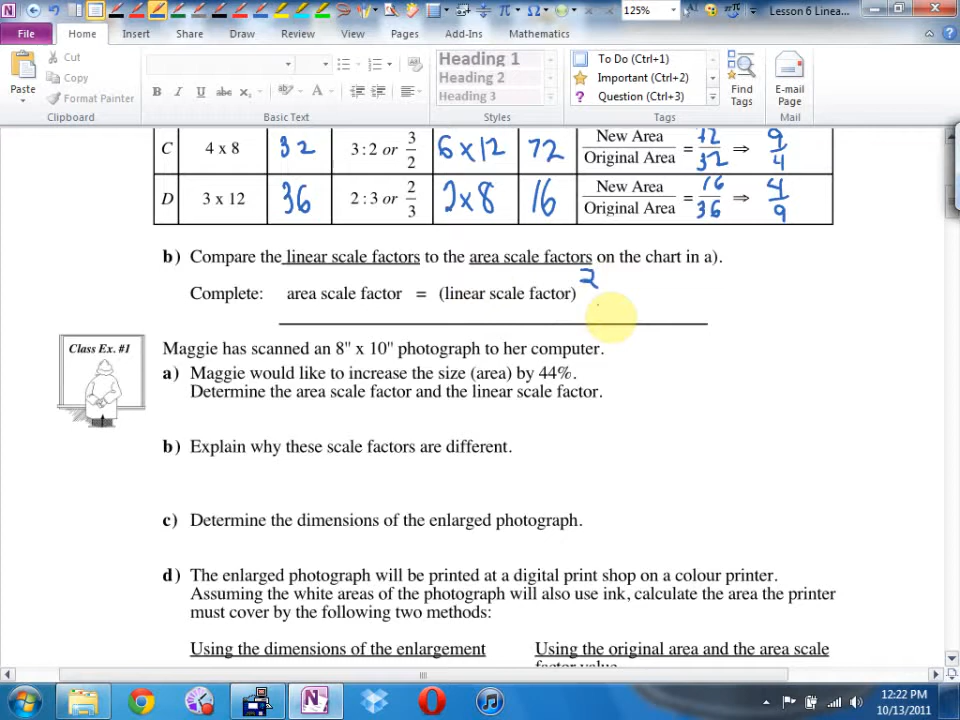 125%
Lesson 6 Linea...
File Home Insert Share Draw Review View Pages Add-Ins Mathematics
Paste
Cut
Copy
Format Painter
Clipboard
Basic Text
Heading 1
Heading 2
Heading 3
Styles
To Do (Ctrl+1)
Important (Ctrl+2)
Question (Ctrl+3)
Tags
Find Tags
E-mail Page
Mail
C 4 x 8 32 3 : 2 or 3/2 6 x 12 72 New Area / Original Area = 72/32 ⇒ 9/4
D 3 x 12 36 2 : 3 or 2/3 2 x 8 16 New Area / Original Area = 16/36 ⇒ 4/9
b) Compare the linear scale factors to the area scale factors on the chart in a).
Complete: area scale factor = (linear scale factor) 2
Class Ex. #1
Maggie has scanned an 8" x 10" photograph to her computer.
a) Maggie would like to increase the size (area) by 44%.
Determine the area scale factor and the linear scale factor.
b) Explain why these scale factors are different.
c) Determine the dimensions of the enlarged photograph.
d) The enlarged photograph will be printed at a digital print shop on a colour printer.
Assuming the white areas of the photograph will also use ink, calculate the area the printer
must cover by the following two methods:
Using the dimensions of the enlargement
Using the original area and the area scale
factor value
12:22 PM
10/13/2011